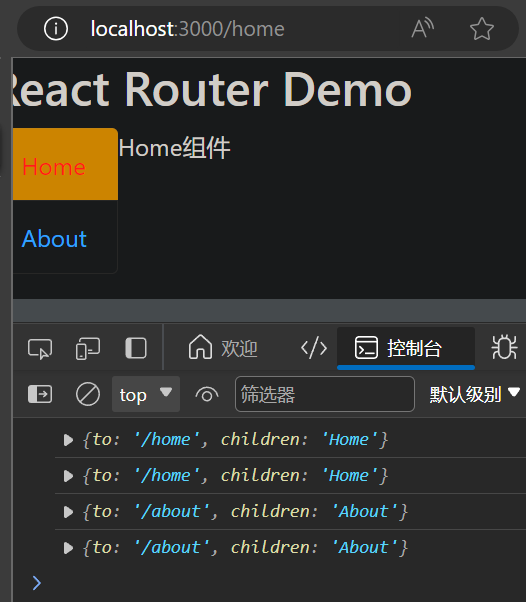 localhost:3000/home
React Router Demo
Home
Home组件
About
欢迎
控制台
top
筛选器
默认级别
{to: '/home', children: 'Home'}
{to: '/home', children: 'Home'}
{to: '/about', children: 'About'}
{to: '/about', children: 'About'}